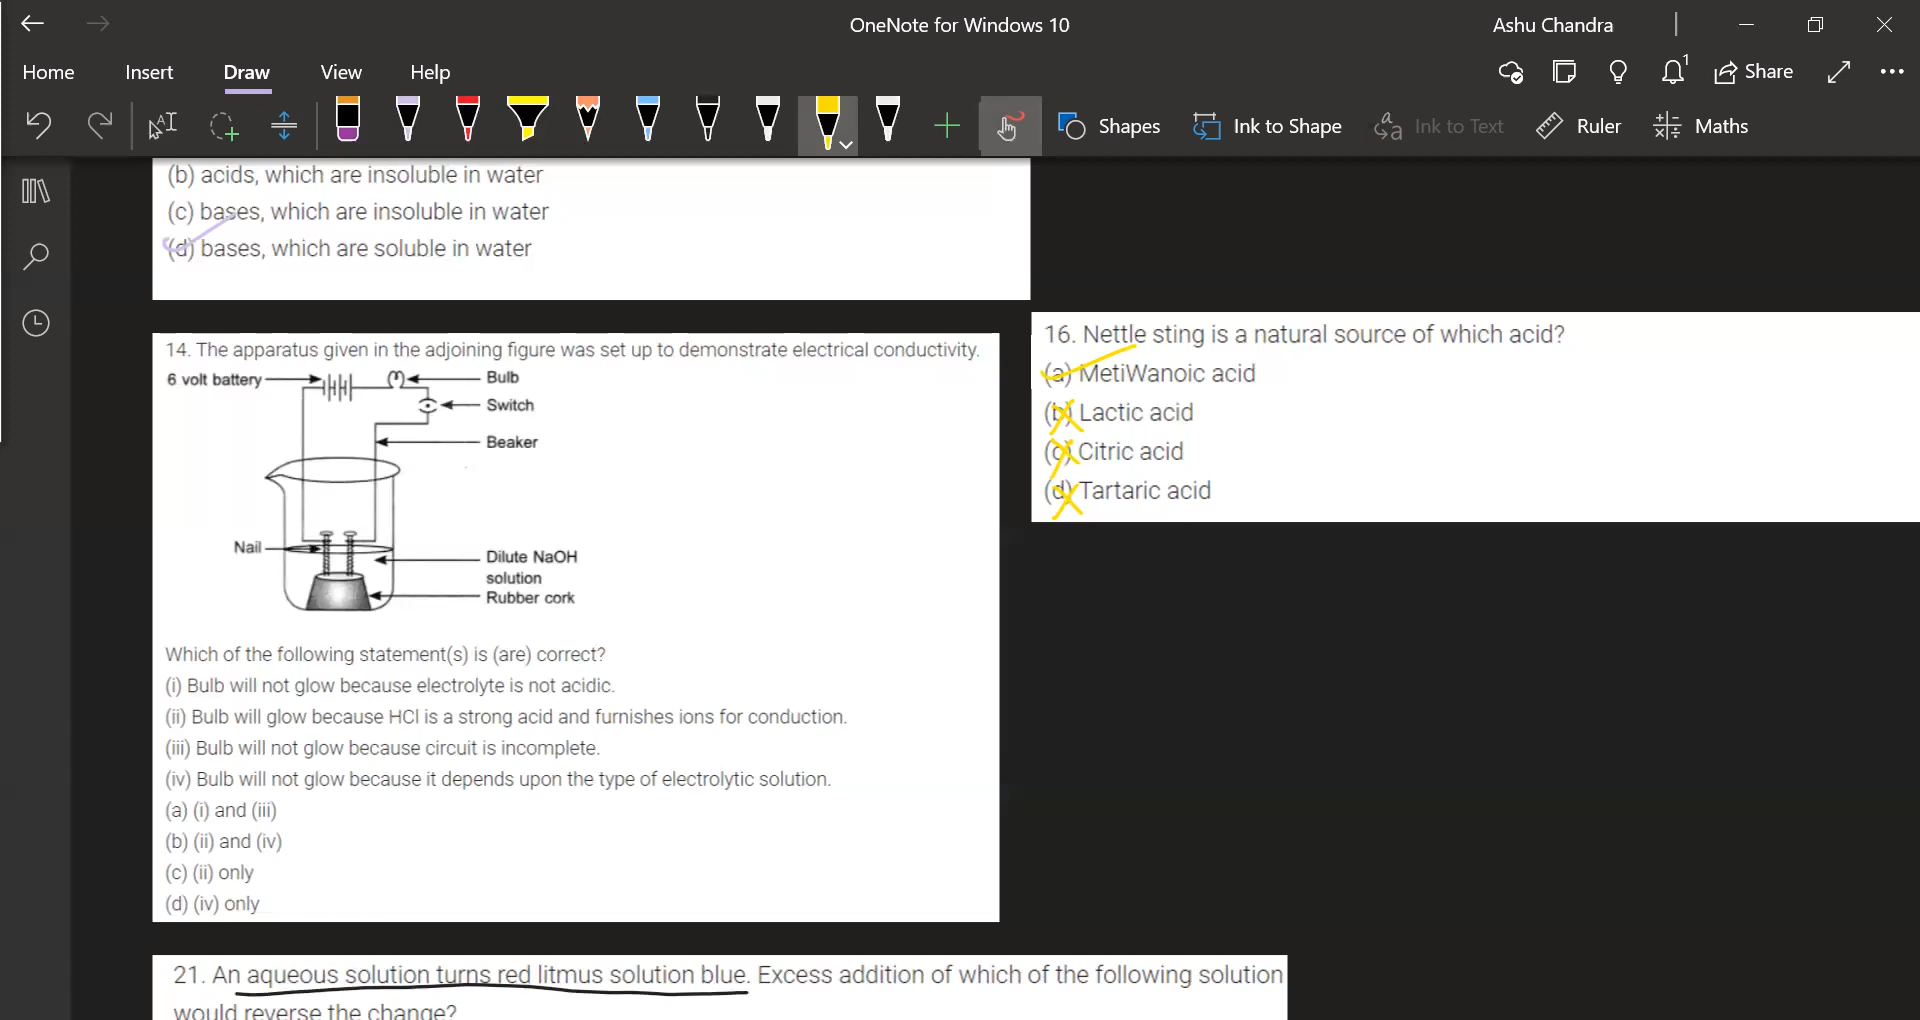 OneNote for Windows 10
Ashu Chandra
Home Insert Draw View Help
1
Share
Shapes
Ink to Shape
Ink to Text
Ruler
Maths
(b) acids, which are insoluble in water
(c) bases, which are insoluble in water
(d) bases, which are soluble in water
14. The apparatus given in the adjoining figure was set up to demonstrate electrical conductivity.
6 volt battery
Bulb
Switch
Beaker
Nail
Dilute NaOH
solution
Rubber cork
Which of the following statement(s) is (are) correct?
(i) Bulb will not glow because electrolyte is not acidic.
(ii) Bulb will glow because HCl is a strong acid and furnishes ions for conduction.
(iii) Bulb will not glow because circuit is incomplete.
(iv) Bulb will not glow because it depends upon the type of electrolytic solution.
(a) (i) and (iii)
(b) (ii) and (iv)
(c) (ii) only
(d) (iv) only
16. Nettle sting is a natural source of which acid?
(a) MetiWanoic acid
(b) Lactic acid
(c) Citric acid
(d) Tartaric acid
21. An aqueous solution turns red litmus solution blue. Excess addition of which of the following solution
would reverse the change?